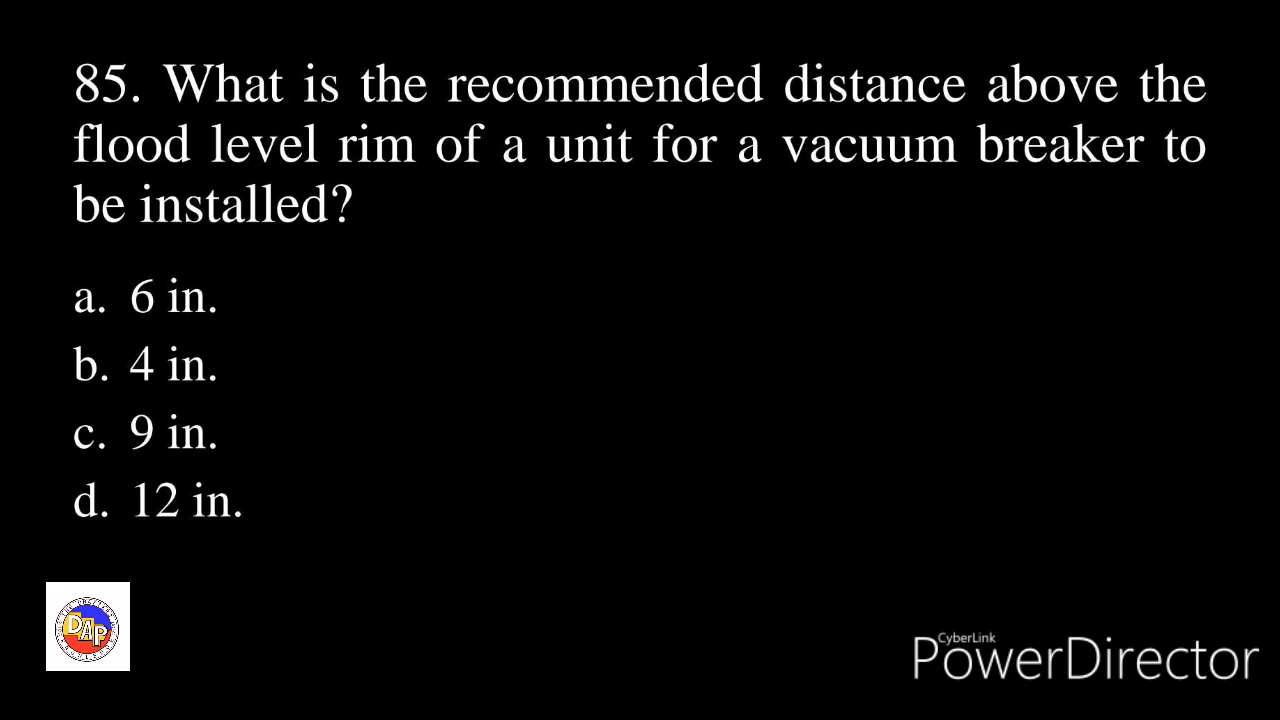 85. What is the recommended distance above the
flood level rim of a unit for a vacuum breaker to
be installed?
a. 6 in.
b. 4 in.
c. 9 in.
d. 12 in.
DAP
CyberLink
PowerDirector